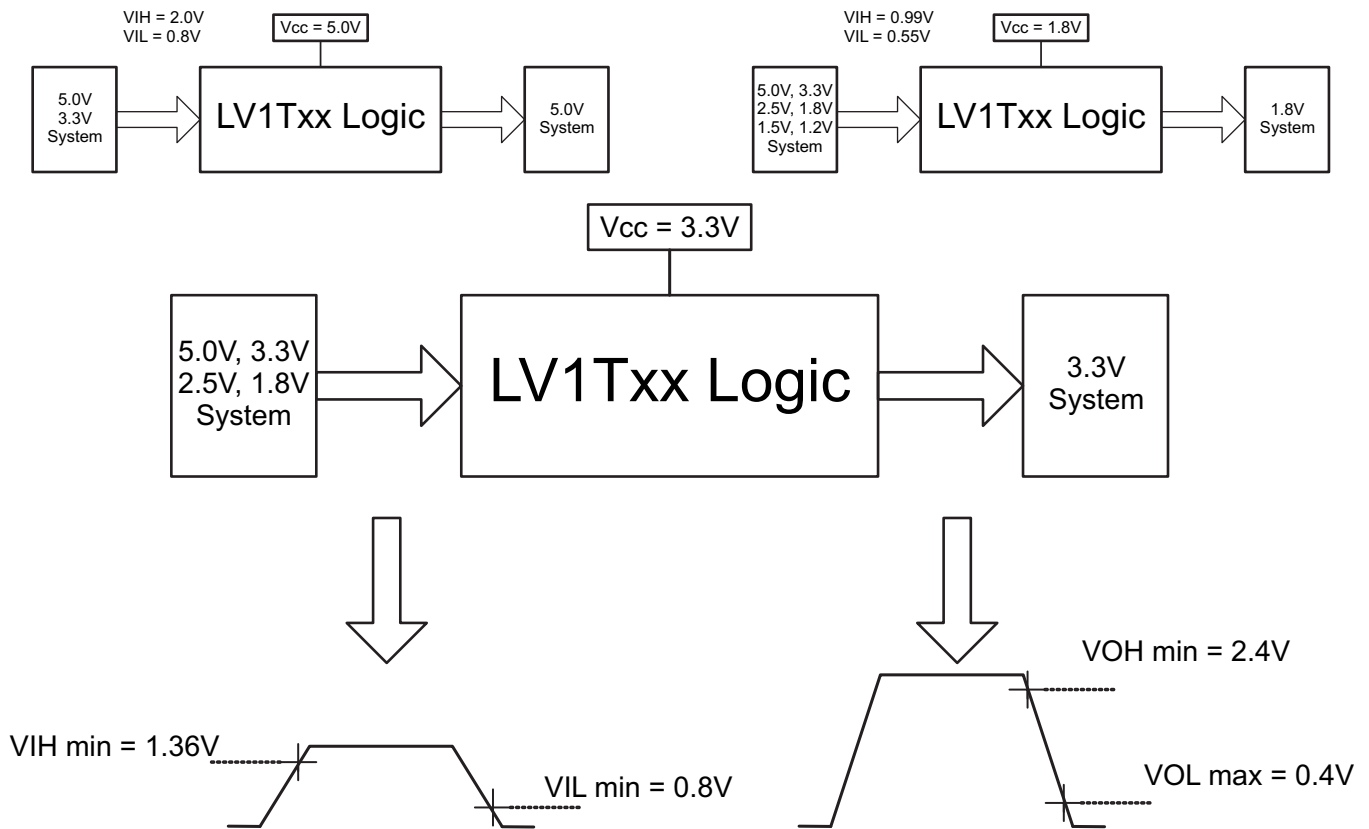 VIH = 2.0V
VIL = 0.8V
Vcc = 5.0V
5.0V
3.3V
System
LV1Txx Logic
5.0V
System
VIH = 0.99V
VIL = 0.55V
Vcc = 1.8V
5.0V, 3.3V
2.5V, 1.8V
1.5V, 1.2V
System
LV1Txx Logic
1.8V
System
Vcc = 3.3V
5.0V, 3.3V
2.5V, 1.8V
System
LV1Txx Logic
3.3V
System
VIH min = 1.36V
VIL min = 0.8V
VOH min = 2.4V
VOL max = 0.4V